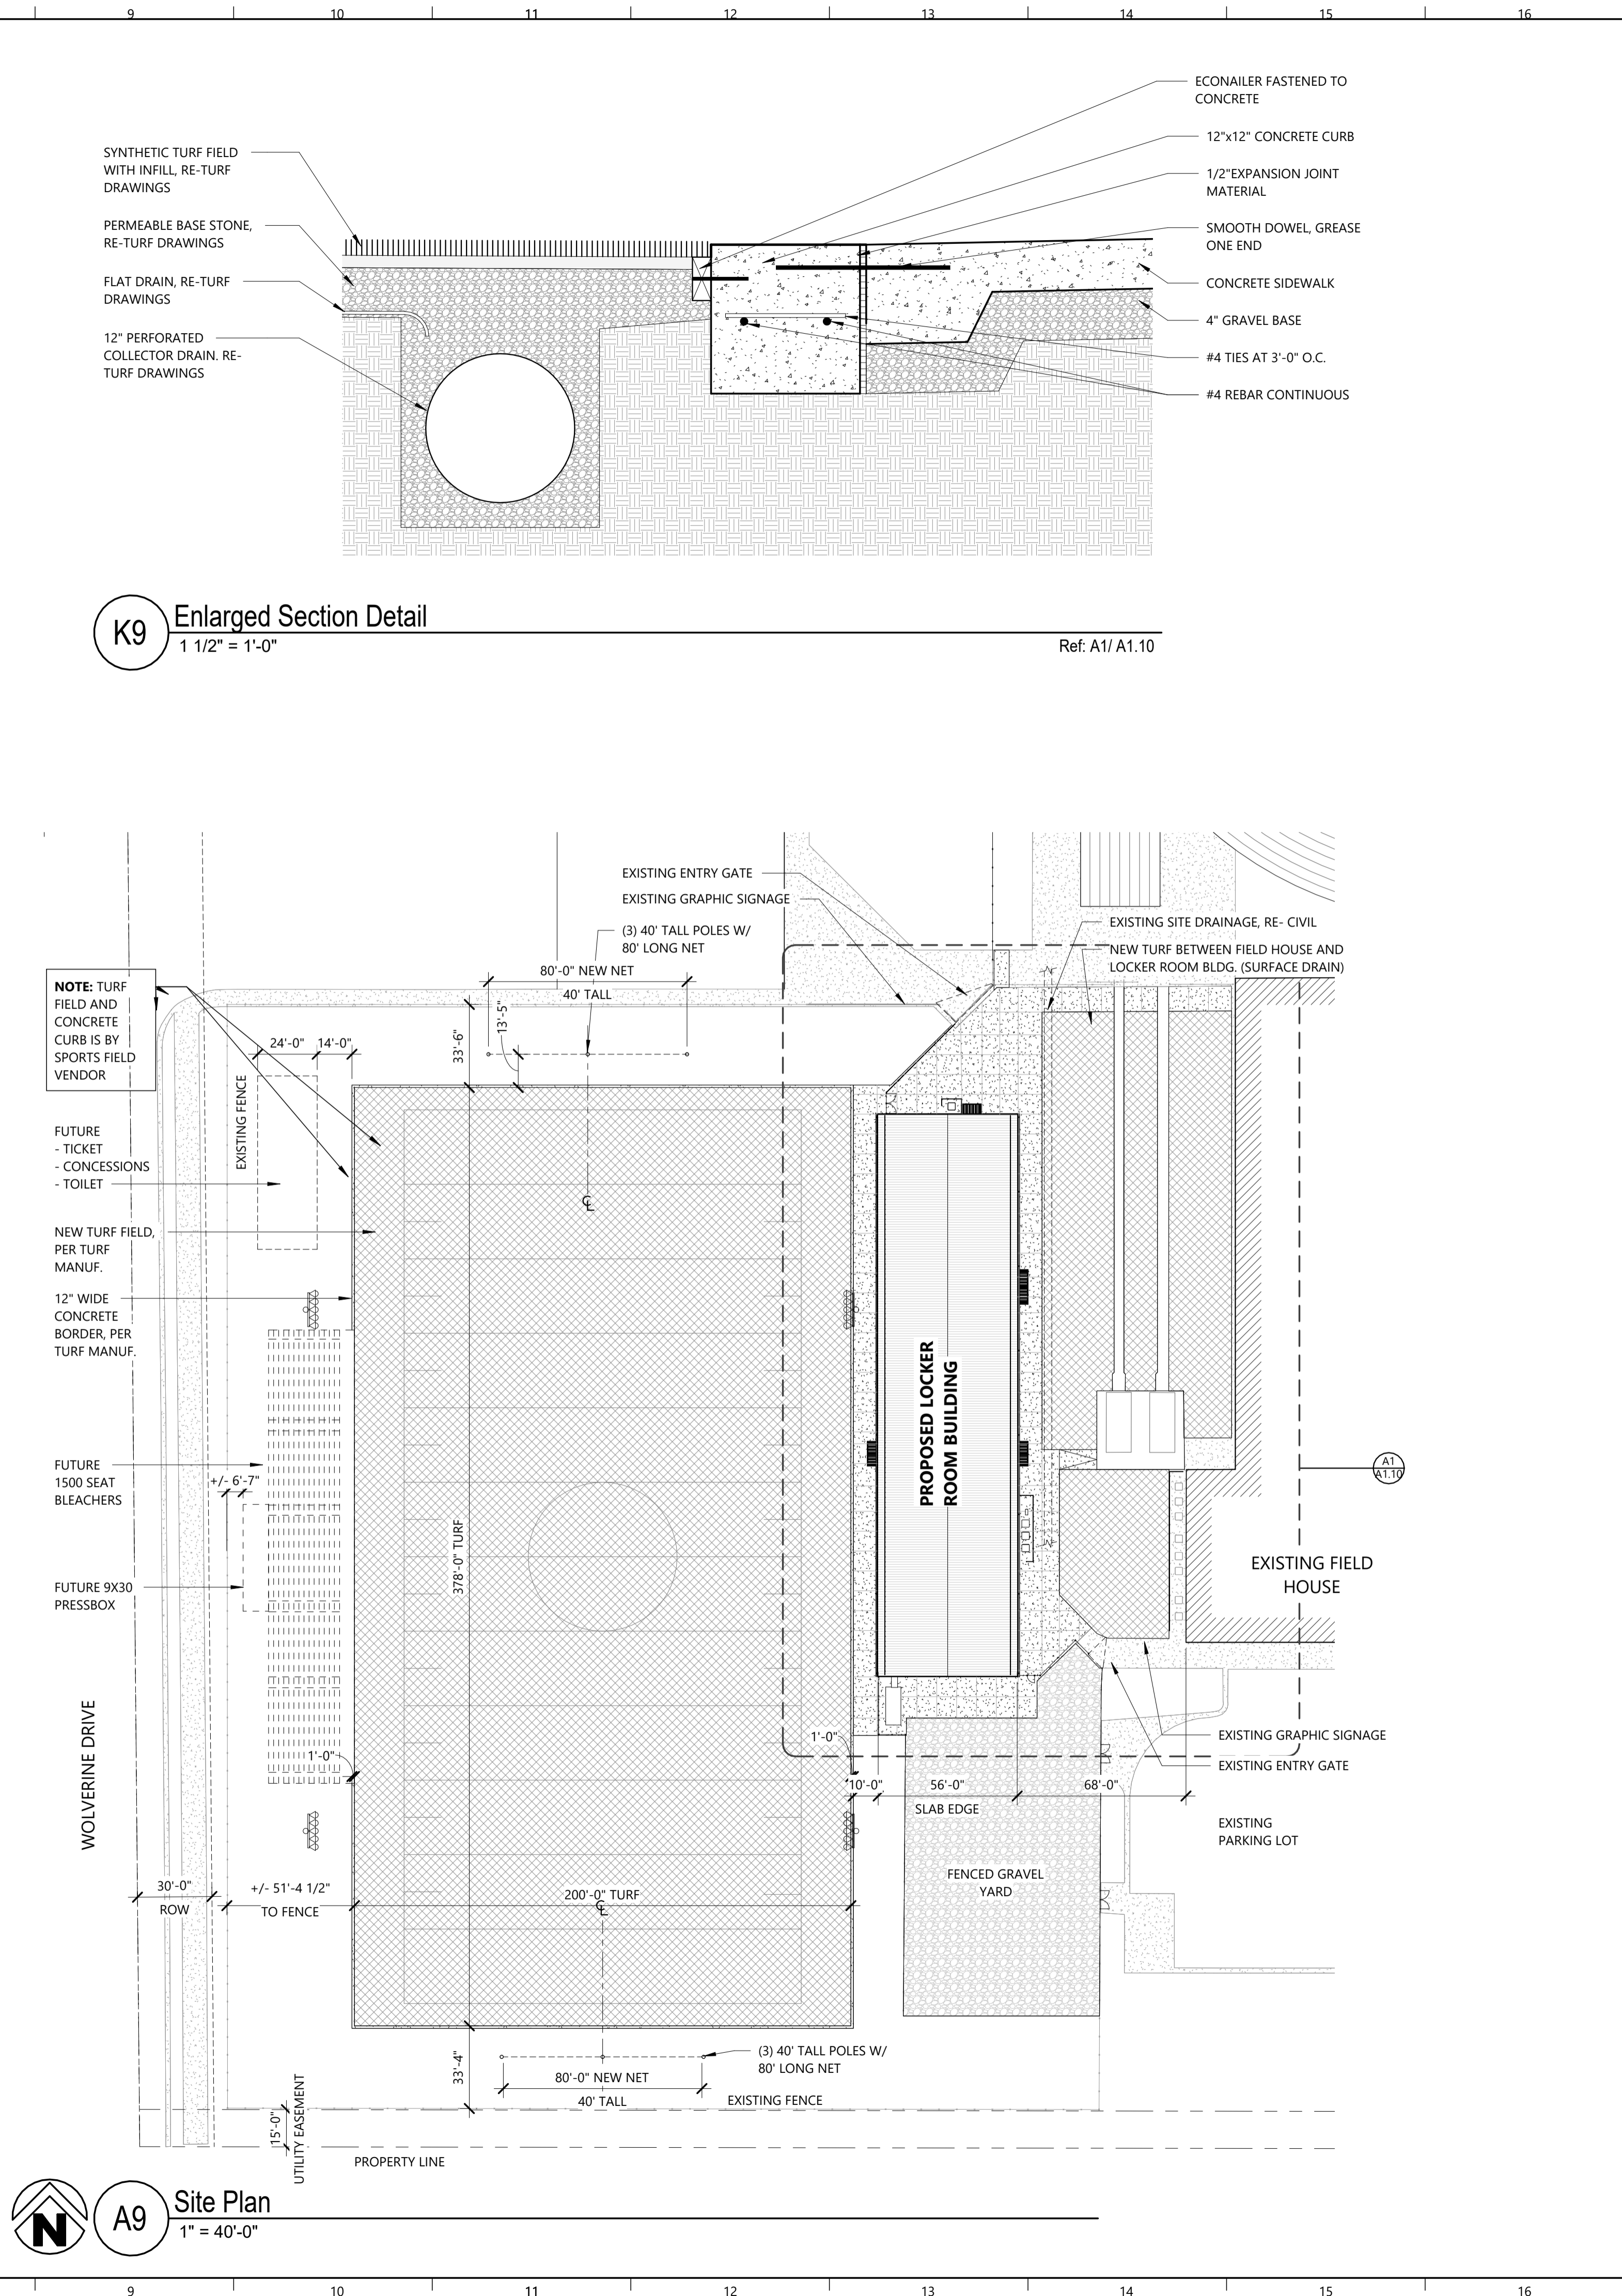 9 10 11 12 13 14 15 16
ECONAILER FASTENED TO
CONCRETE
12"x12" CONCRETE CURB
1/2"EXPANSION JOINT
MATERIAL
SMOOTH DOWEL, GREASE
ONE END
CONCRETE SIDEWALK
4" GRAVEL BASE
#4 TIES AT 3'-0" O.C.
#4 REBAR CONTINUOUS
SYNTHETIC TURF FIELD
WITH INFILL, RE-TURF
DRAWINGS
PERMEABLE BASE STONE,
RE-TURF DRAWINGS
FLAT DRAIN, RE-TURF
DRAWINGS
12" PERFORATED
COLLECTOR DRAIN. RE-
TURF DRAWINGS
K9
Enlarged Section Detail
1 1/2" = 1'-0"
Ref: A1/ A1.10
EXISTING ENTRY GATE
EXISTING GRAPHIC SIGNAGE
(3) 40' TALL POLES W/
80' LONG NET
80'-0" NEW NET
40' TALL
13'-5"
33'-6"
EXISTING SITE DRAINAGE, RE- CIVIL
NEW TURF BETWEEN FIELD HOUSE AND
LOCKER ROOM BLDG. (SURFACE DRAIN)
NOTE: TURF
FIELD AND
CONCRETE
CURB IS BY
SPORTS FIELD
VENDOR
24'-0"
14'-0"
EXISTING FENCE
FUTURE
- TICKET
- CONCESSIONS
- TOILET
CL
NEW TURF FIELD,
PER TURF
MANUF.
12" WIDE
CONCRETE
BORDER, PER
TURF MANUF.
PROPOSED LOCKER
ROOM BUILDING
FUTURE
1500 SEAT
BLEACHERS
+/- 6'-7"
A1
A1.10
378'-0" TURF
EXISTING FIELD
HOUSE
FUTURE 9X30
PRESSBOX
WOLVERINE DRIVE
1'-0"
1'-0"
10'-0"
56'-0"
SLAB EDGE
68'-0"
EXISTING GRAPHIC SIGNAGE
EXISTING ENTRY GATE
EXISTING
PARKING LOT
FENCED GRAVEL
YARD
30'-0"
ROW
+/- 51'-4 1/2"
TO FENCE
200'-0" TURF
CL
33'-4"
(3) 40' TALL POLES W/
80' LONG NET
80'-0" NEW NET
40' TALL
EXISTING FENCE
15'-0"
UTILITY EASEMENT
PROPERTY LINE
N
A9
Site Plan
1" = 40'-0"
9 10 11 12 13 14 15 16